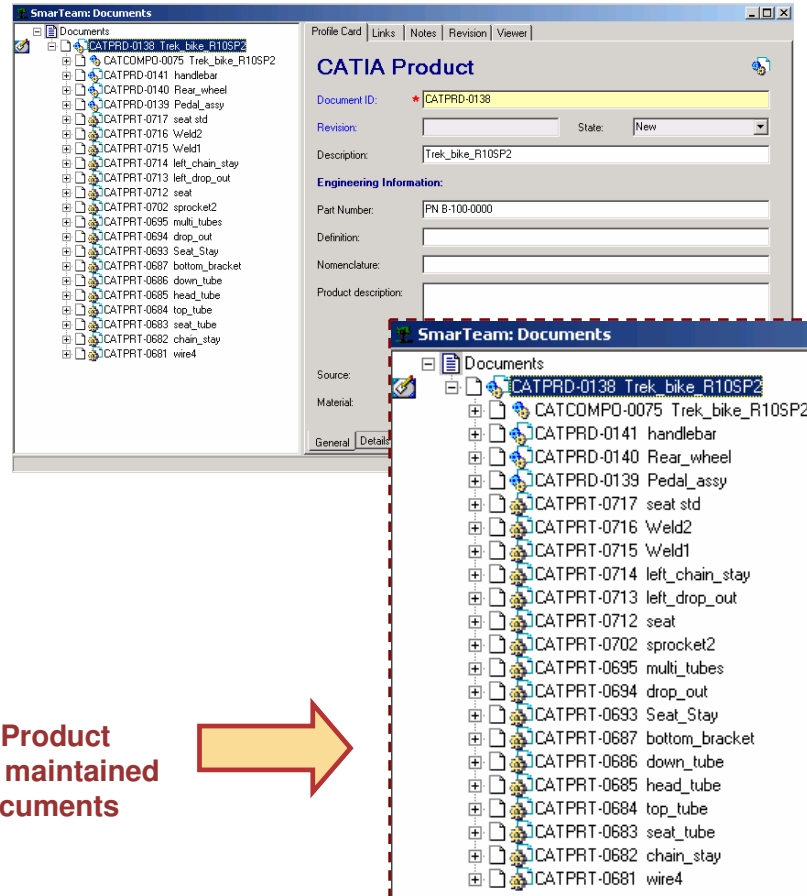 SmarTeam: Documents
Documents
CATPRD-0138 Trek_bike_R10SP2
CATCOMPO-0075 Trek_bike_R10SP2
CATPRD-0141 handlebar
CATPRD-0140 Rear_wheel
CATPRD-0139 Pedal_assy
CATPRT-0717 seat std
CATPRT-0716 Weld2
CATPRT-0715 Weld1
CATPRT-0714 left_chain_stay
CATPRT-0713 left_drop_out
CATPRT-0712 seat
CATPRT-0702 sprocket2
CATPRT-0695 multi_tubes
CATPRT-0694 drop_out
CATPRT-0693 Seat_Stay
CATPRT-0687 bottom_bracket
CATPRT-0686 down_tube
CATPRT-0685 head_tube
CATPRT-0684 top_tube
CATPRT-0683 seat_tube
CATPRT-0682 chain_stay
CATPRT-0681 wire4
Profile Card Links Notes Revision Viewer
CATIA Product
Document ID: * CATPRD-0138
Revision: State: New
Description: Trek_bike_R10SP2
Engineering Information:
Part Number: PN B-100-0000
Definition:
Nomenclature:
Product description:
Source:
Material:
General Details
SmarTeam: Documents
Documents
CATPRD-0138 Trek_bike_R10SP2
CATCOMPO-0075 Trek_bike_R10SP2
CATPRD-0141 handlebar
CATPRD-0140 Rear_wheel
CATPRD-0139 Pedal_assy
CATPRT-0717 seat std
CATPRT-0716 Weld2
CATPRT-0715 Weld1
CATPRT-0714 left_chain_stay
CATPRT-0713 left_drop_out
CATPRT-0712 seat
CATPRT-0702 sprocket2
CATPRT-0695 multi_tubes
CATPRT-0694 drop_out
CATPRT-0693 Seat_Stay
CATPRT-0687 bottom_bracket
CATPRT-0686 down_tube
CATPRT-0685 head_tube
CATPRT-0684 top_tube
CATPRT-0683 seat_tube
CATPRT-0682 chain_stay
CATPRT-0681 wire4
Product
maintained
cuments